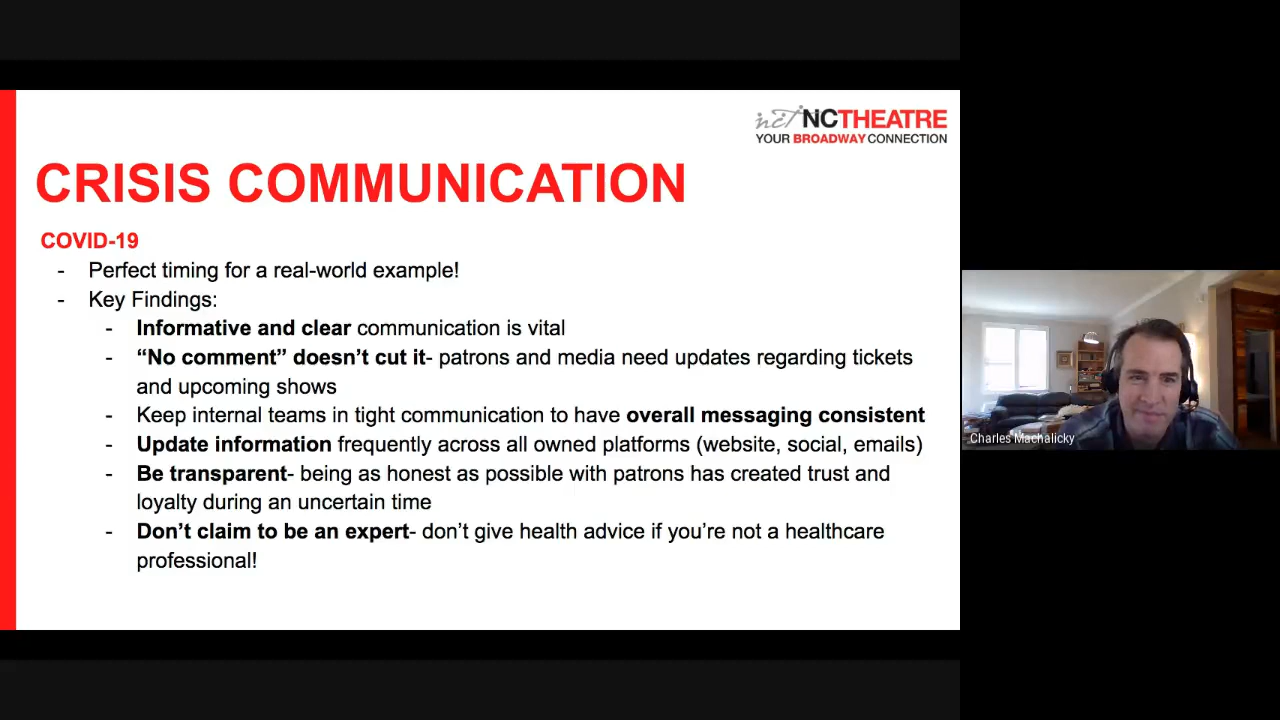 nct NCTHEATRE
YOUR BROADWAY CONNECTION
CRISIS COMMUNICATION
COVID-19
- Perfect timing for a real-world example!
- Key Findings:
- Informative and clear communication is vital
- “No comment” doesn’t cut it- patrons and media need updates regarding tickets
and upcoming shows
- Keep internal teams in tight communication to have overall messaging consistent
- Update information frequently across all owned platforms (website, social, emails)
- Be transparent- being as honest as possible with patrons has created trust and
loyalty during an uncertain time
- Don’t claim to be an expert- don’t give health advice if you’re not a healthcare
professional!
Charles Machalicky